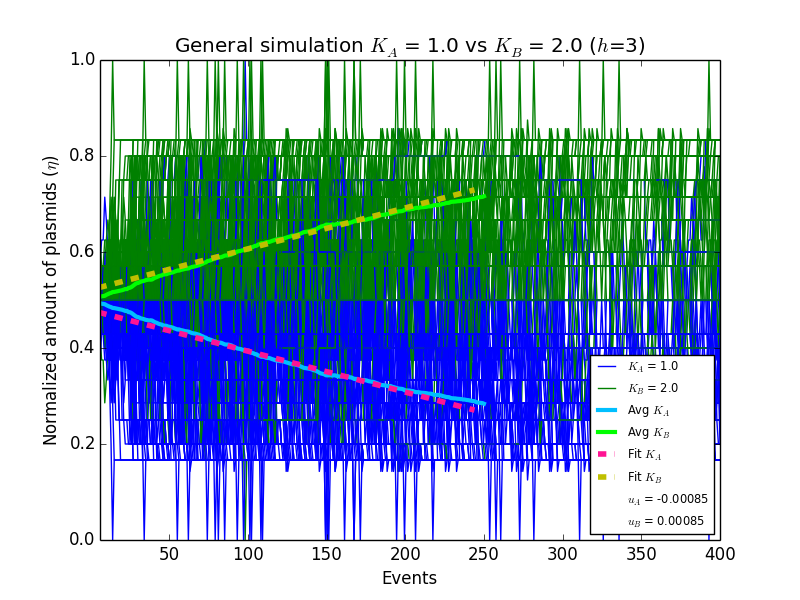 General simulation K_A = 1.0 vs K_B = 2.0 (h=3)
Normalized amount of plasmids (η)
1.0
0.8
0.6
0.4
0.2
0.0
K_A = 1.0
K_B = 2.0
Avg K_A
Avg K_B
Fit K_A
Fit K_B
u_A = -0.00085
u_B = 0.00085
50 100 150 200 250 300 350 400
Events